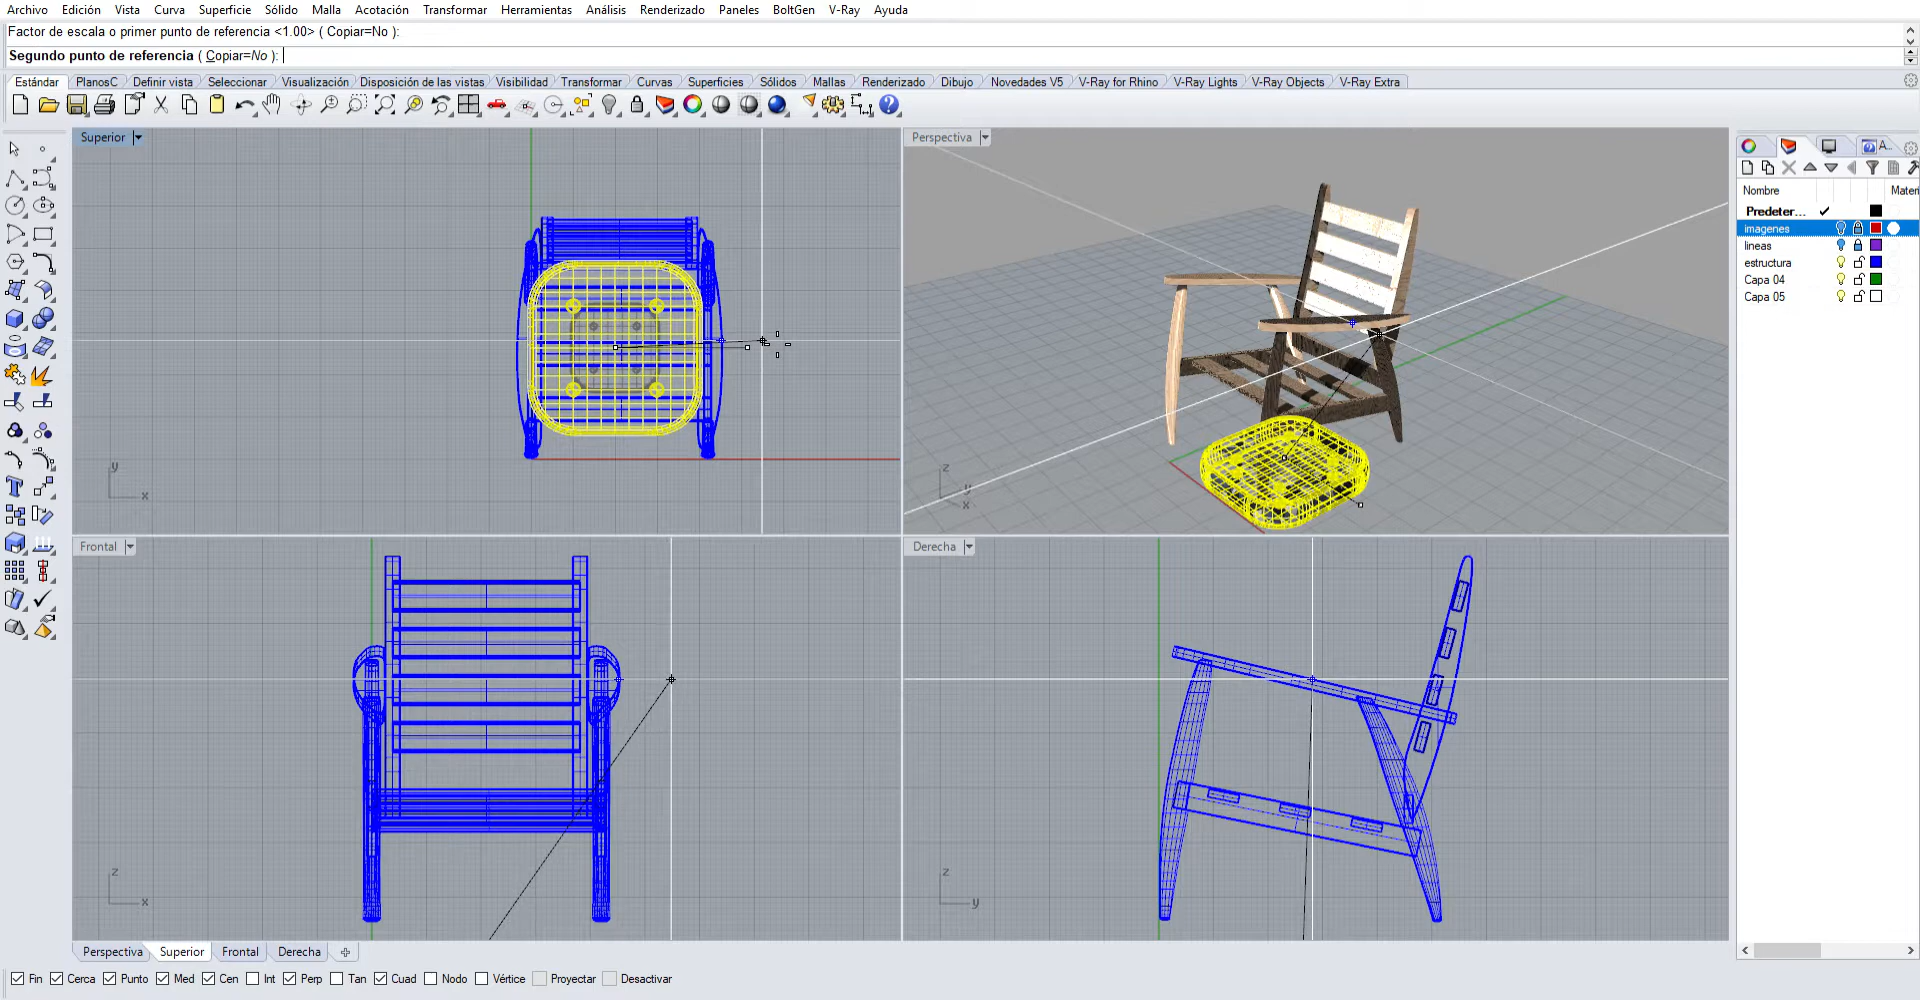 Archivo Edición Vista Curva Superficie Sólido Malla Acotación Transformar Herramientas Análisis Renderizado Paneles BoltGen V-Ray Ayuda
Factor de escala o primer punto de referencia <1.00> ( Copiar=No ):
Segundo punto de referencia ( Copiar=No ):
Estándar PlanosC Definir vista Seleccionar Visualización Disposición de las vistas Visibilidad Transformar Curvas Superficies Sólidos Mallas Renderizado Dibujo Novedades V5 V-Ray for Rhino V-Ray Lights V-Ray Objects V-Ray Extra
Superior
Perspectiva
A...
Nombre Materi
Predeter...
imagenes
lineas
estructura
Capa 04
Capa 05
y
x
z
y
x
Frontal
Derecha
z
x
z
y
Perspectiva Superior Frontal Derecha
Fin Cerca Punto Med Cen Int Perp Tan Cuad Nodo Vértice Proyectar Desactivar